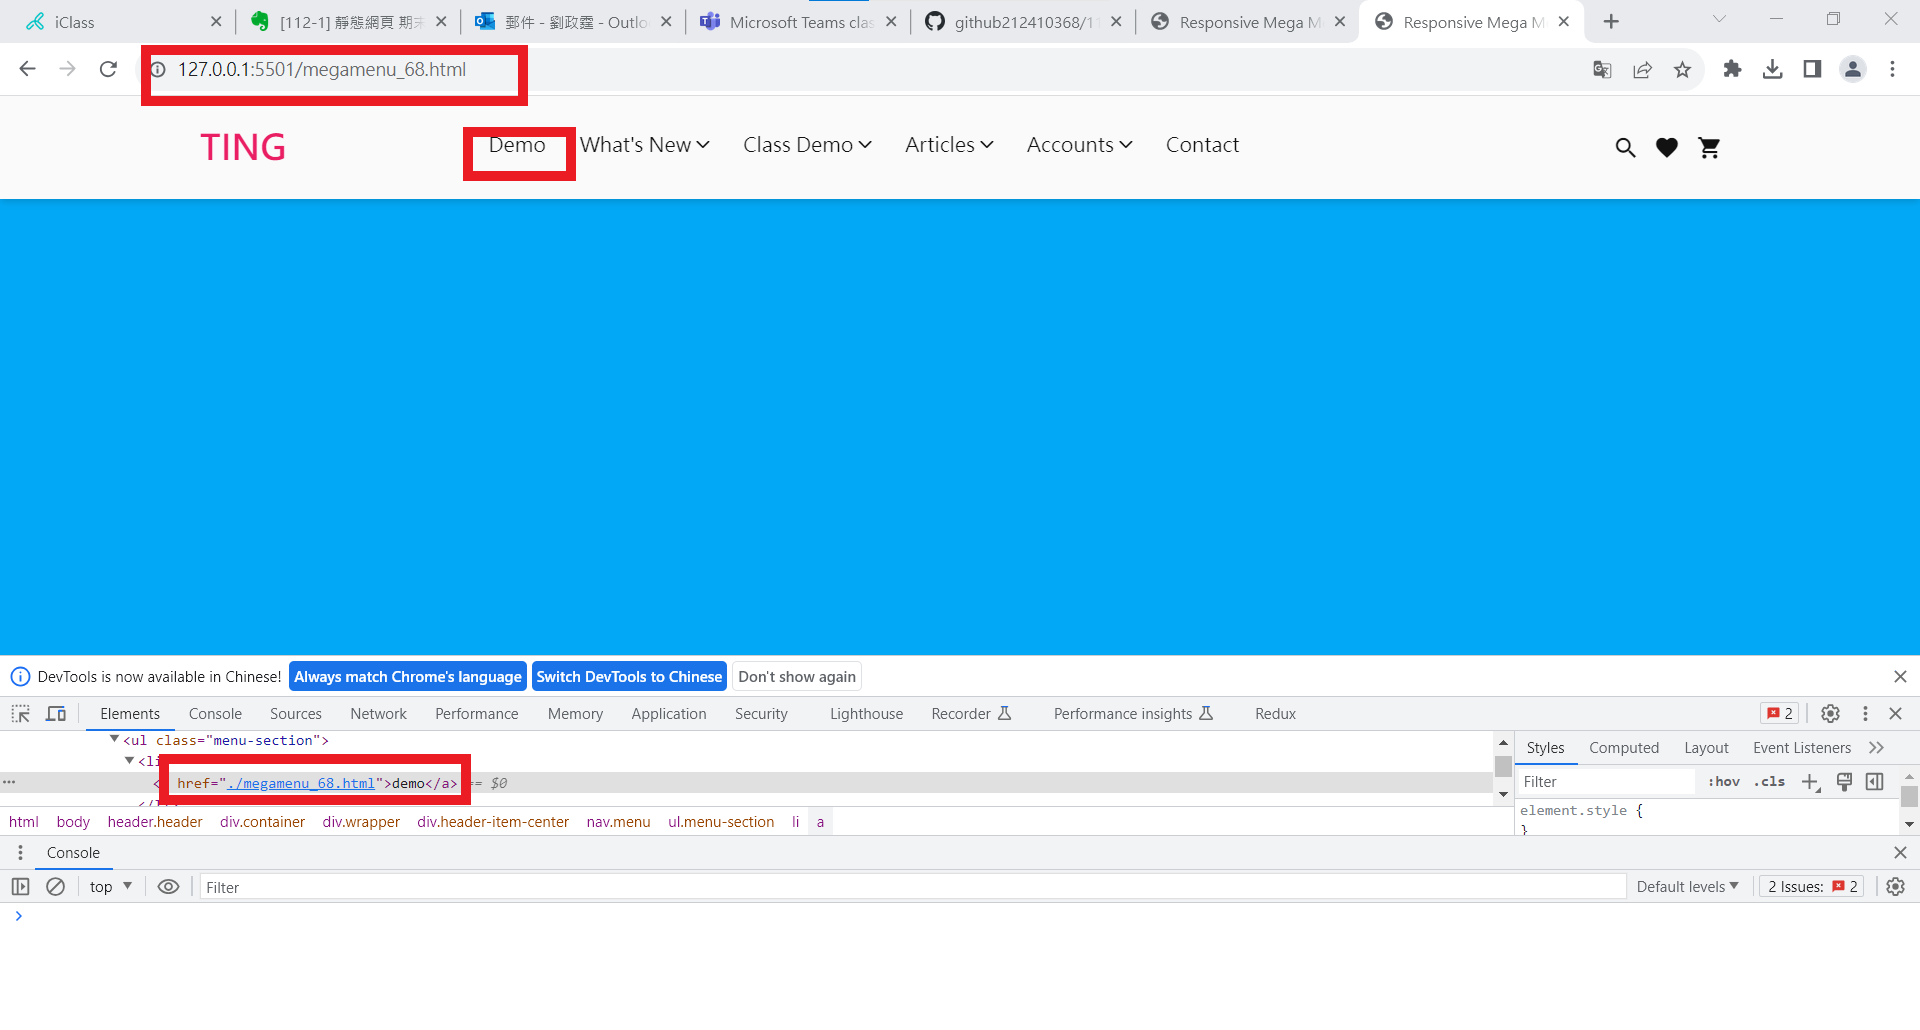 iClass
[112-1] 靜態網頁 期末
郵件 - 劉政霆 - Outlo
Microsoft Teams clas
github212410368/11
Responsive Mega M
Responsive Mega M
127.0.0.1:5501/megamenu_68.html
TING
Demo
What's New
Class Demo
Articles
Accounts
Contact
DevTools is now available in Chinese!
Always match Chrome's language
Switch DevTools to Chinese
Don't show again
Elements
Console
Sources
Network
Performance
Memory
Application
Security
Lighthouse
Recorder
Performance insights
Redux
2
<ul class="menu-section">
<li
< href="./megamenu_68.html">demo</a> == $0
Styles
Computed
Layout
Event Listeners
Filter
:hov
.cls
element.style {
}
html
body
header.header
div.container
div.wrapper
div.header-item-center
nav.menu
ul.menu-section
li
a
Console
top
Filter
Default levels
2 Issues:
2